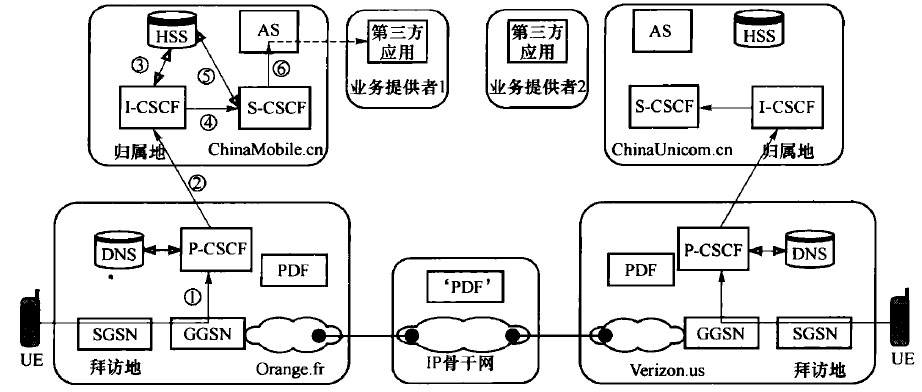 HSS
AS
第三方
应用
业务提供者1
③
⑤
⑥
I-CSCF
④
S-CSCF
归属地
ChinaMobile.cn
第三方
应用
业务提供者2
AS
HSS
S-CSCF
I-CSCF
ChinaUnicom.cn
归属地
②
DNS
P-CSCF
PDF
①
SGSN
GGSN
UE
拜访地
Orange.fr
‘PDF’
IP骨干网
PDF
P-CSCF
DNS
GGSN
SGSN
UE
Verizon.us
拜访地